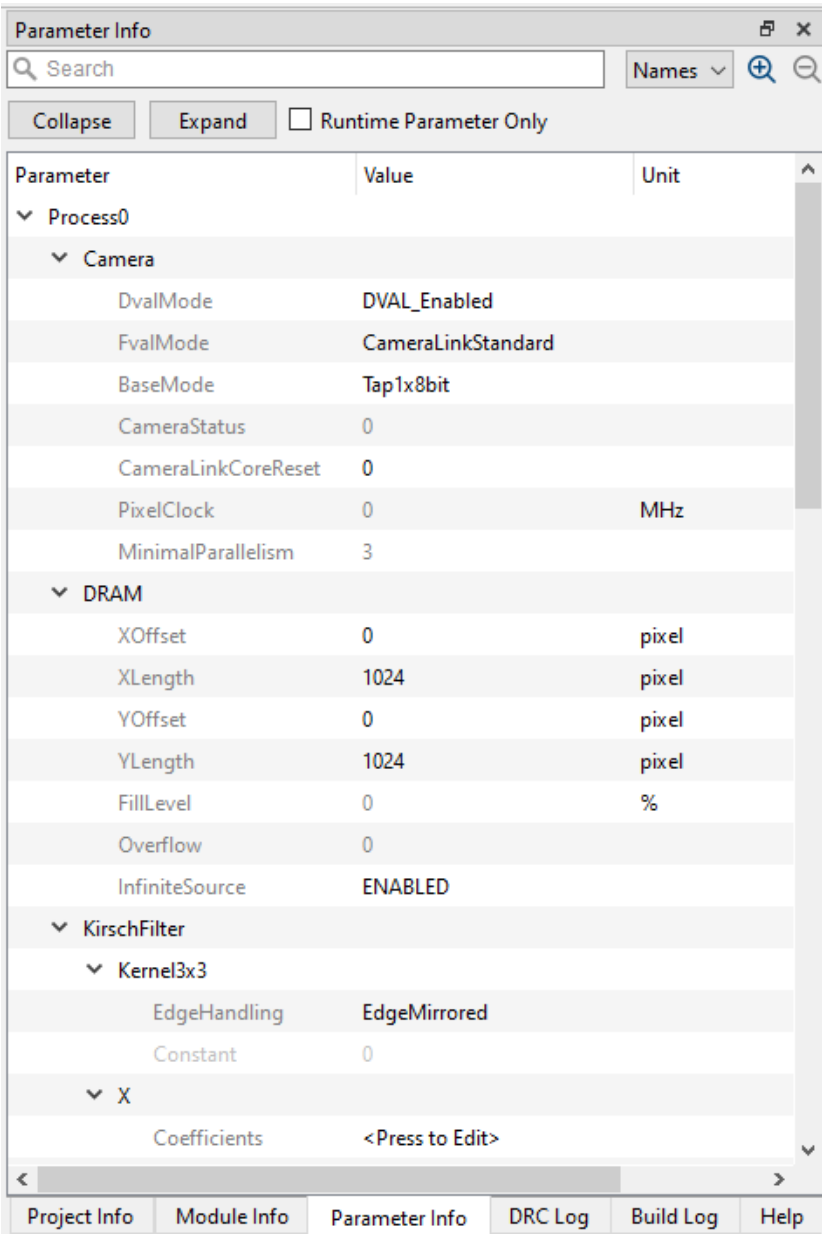 Parameter Info
Search Names
Collapse Expand Runtime Parameter Only
Parameter Value Unit
Process0
Camera
DvalMode DVAL_Enabled
FvalMode CameraLinkStandard
BaseMode Tap1x8bit
CameraStatus 0
CameraLinkCoreReset 0
PixelClock 0 MHz
MinimalParallelism 3
DRAM
XOffset 0 pixel
XLength 1024 pixel
YOffset 0 pixel
YLength 1024 pixel
FillLevel 0 %
Overflow 0
InfiniteSource ENABLED
KirschFilter
Kernel3x3
EdgeHandling EdgeMirrored
Constant 0
X
Coefficients <Press to Edit>
Project Info Module Info Parameter Info DRC Log Build Log Help